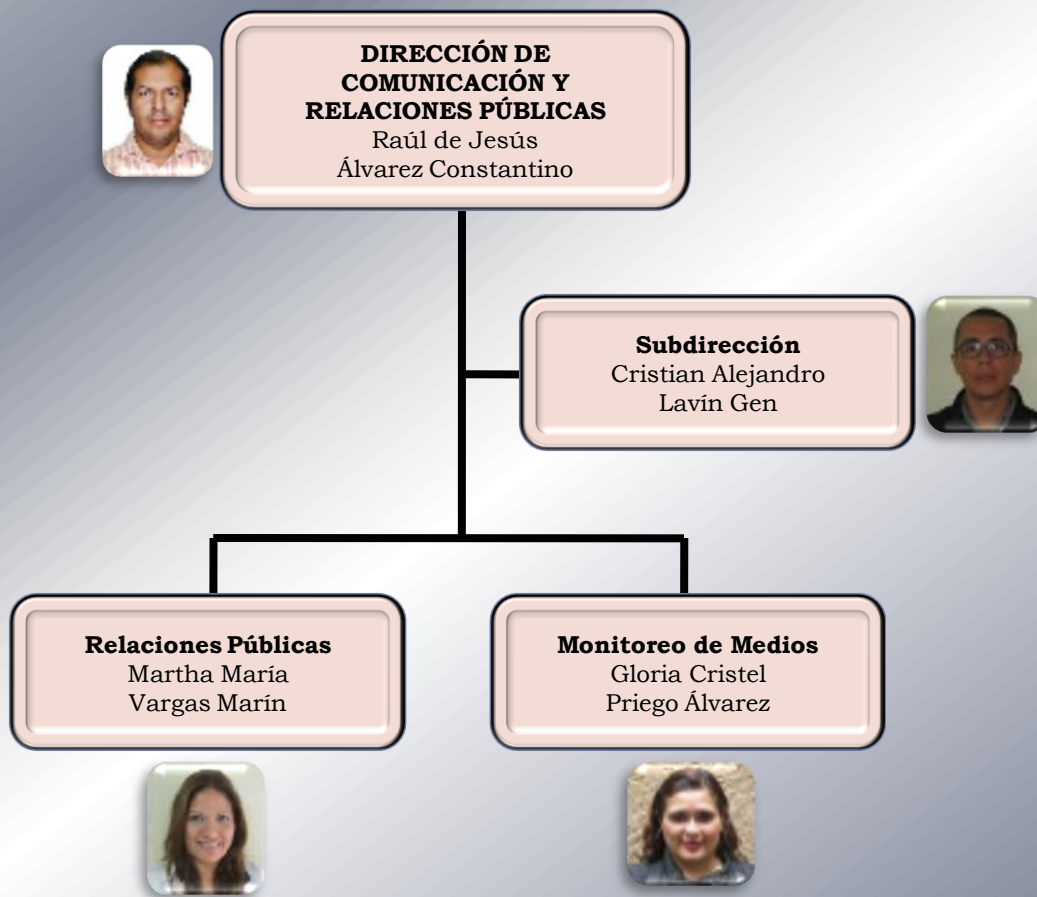 DIRECCIÓN DE
COMUNICACIÓN Y
RELACIONES PÚBLICAS
Raúl de Jesús
Álvarez Constantino
Subdirección
Cristian Alejandro
Lavín Gen
Relaciones Públicas
Martha María
Vargas Marín
Monitoreo de Medios
Gloria Cristel
Priego Álvarez